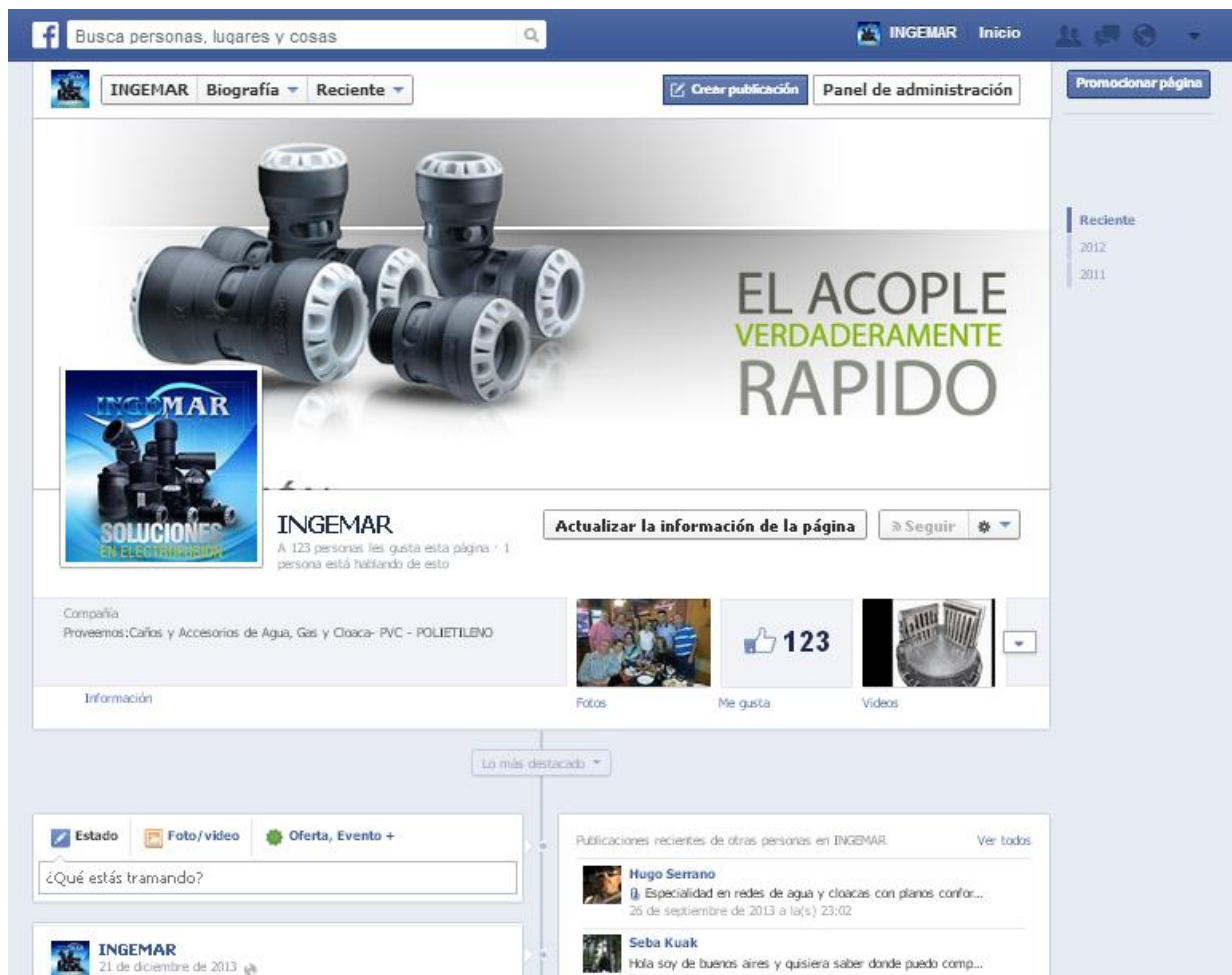 Busca personas, lugares y cosas
INGEMAR Inicio
INGEMAR Biografía Reciente
Crear publicación Panel de administración
Promocionar página
Reciente
2012
2011
EL ACOPLE
VERDADERAMENTE
RAPIDO
INGEMAR
SOLUCIONES
EN ELECTROFUSION
INGEMAR
A 123 personas les gusta esta página · 1
persona está hablando de esto
Actualizar la información de la página
Seguir
Compañía
Proveemos:Caños y Accesorios de Agua, Gas y Cloaca- PVC - POLIETILENO
Información
123
Fotos
Me gusta
Videos
Lo más destacado
Estado Foto/video Oferta, Evento +
¿Qué estás tramando?
INGEMAR
21 de diciembre de 2013
Publicaciones recientes de otras personas en INGEMAR Ver todos
Hugo Serrano
Especialidad en redes de agua y cloacas con planos confor...
26 de septiembre de 2013 a la(s) 23:02
Seba Kuak
Hola soy de buenos aires y quisiera saber donde puedo comp...